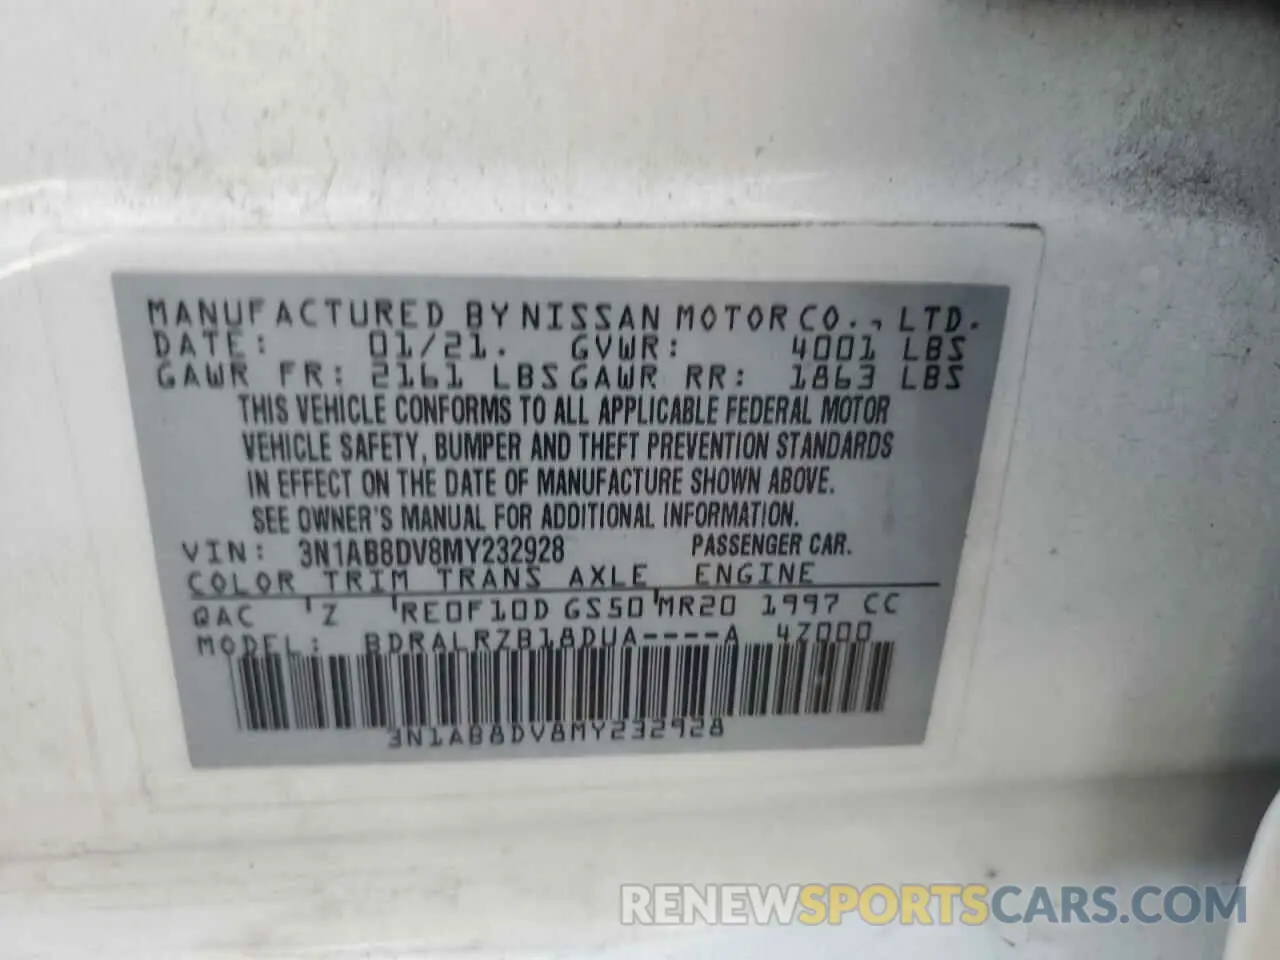 MANUFACTURED BY NISSAN MOTOR CO., LTD.
DATE: 01/21. GVWR: 4001 LBS
GAWR FR: 2161 LBS GAWR RR: 1863 LBS
THIS VEHICLE CONFORMS TO ALL APPLICABLE FEDERAL MOTOR
VEHICLE SAFETY, BUMPER AND THEFT PREVENTION STANDARDS
IN EFFECT ON THE DATE OF MANUFACTURE SHOWN ABOVE.
SEE OWNER'S MANUAL FOR ADDITIONAL INFORMATION.
VIN: 3N1AB8DV8MY232928 PASSENGER CAR.
COLOR TRIM TRANS AXLE ENGINE
QAC Z RE0F10D GS50 MR20 1997 CC
MODEL: BDRALRZB18DUA----A 4Z000
3N1AB8DV8MY232928
RENEWSPORTSCARS.COM